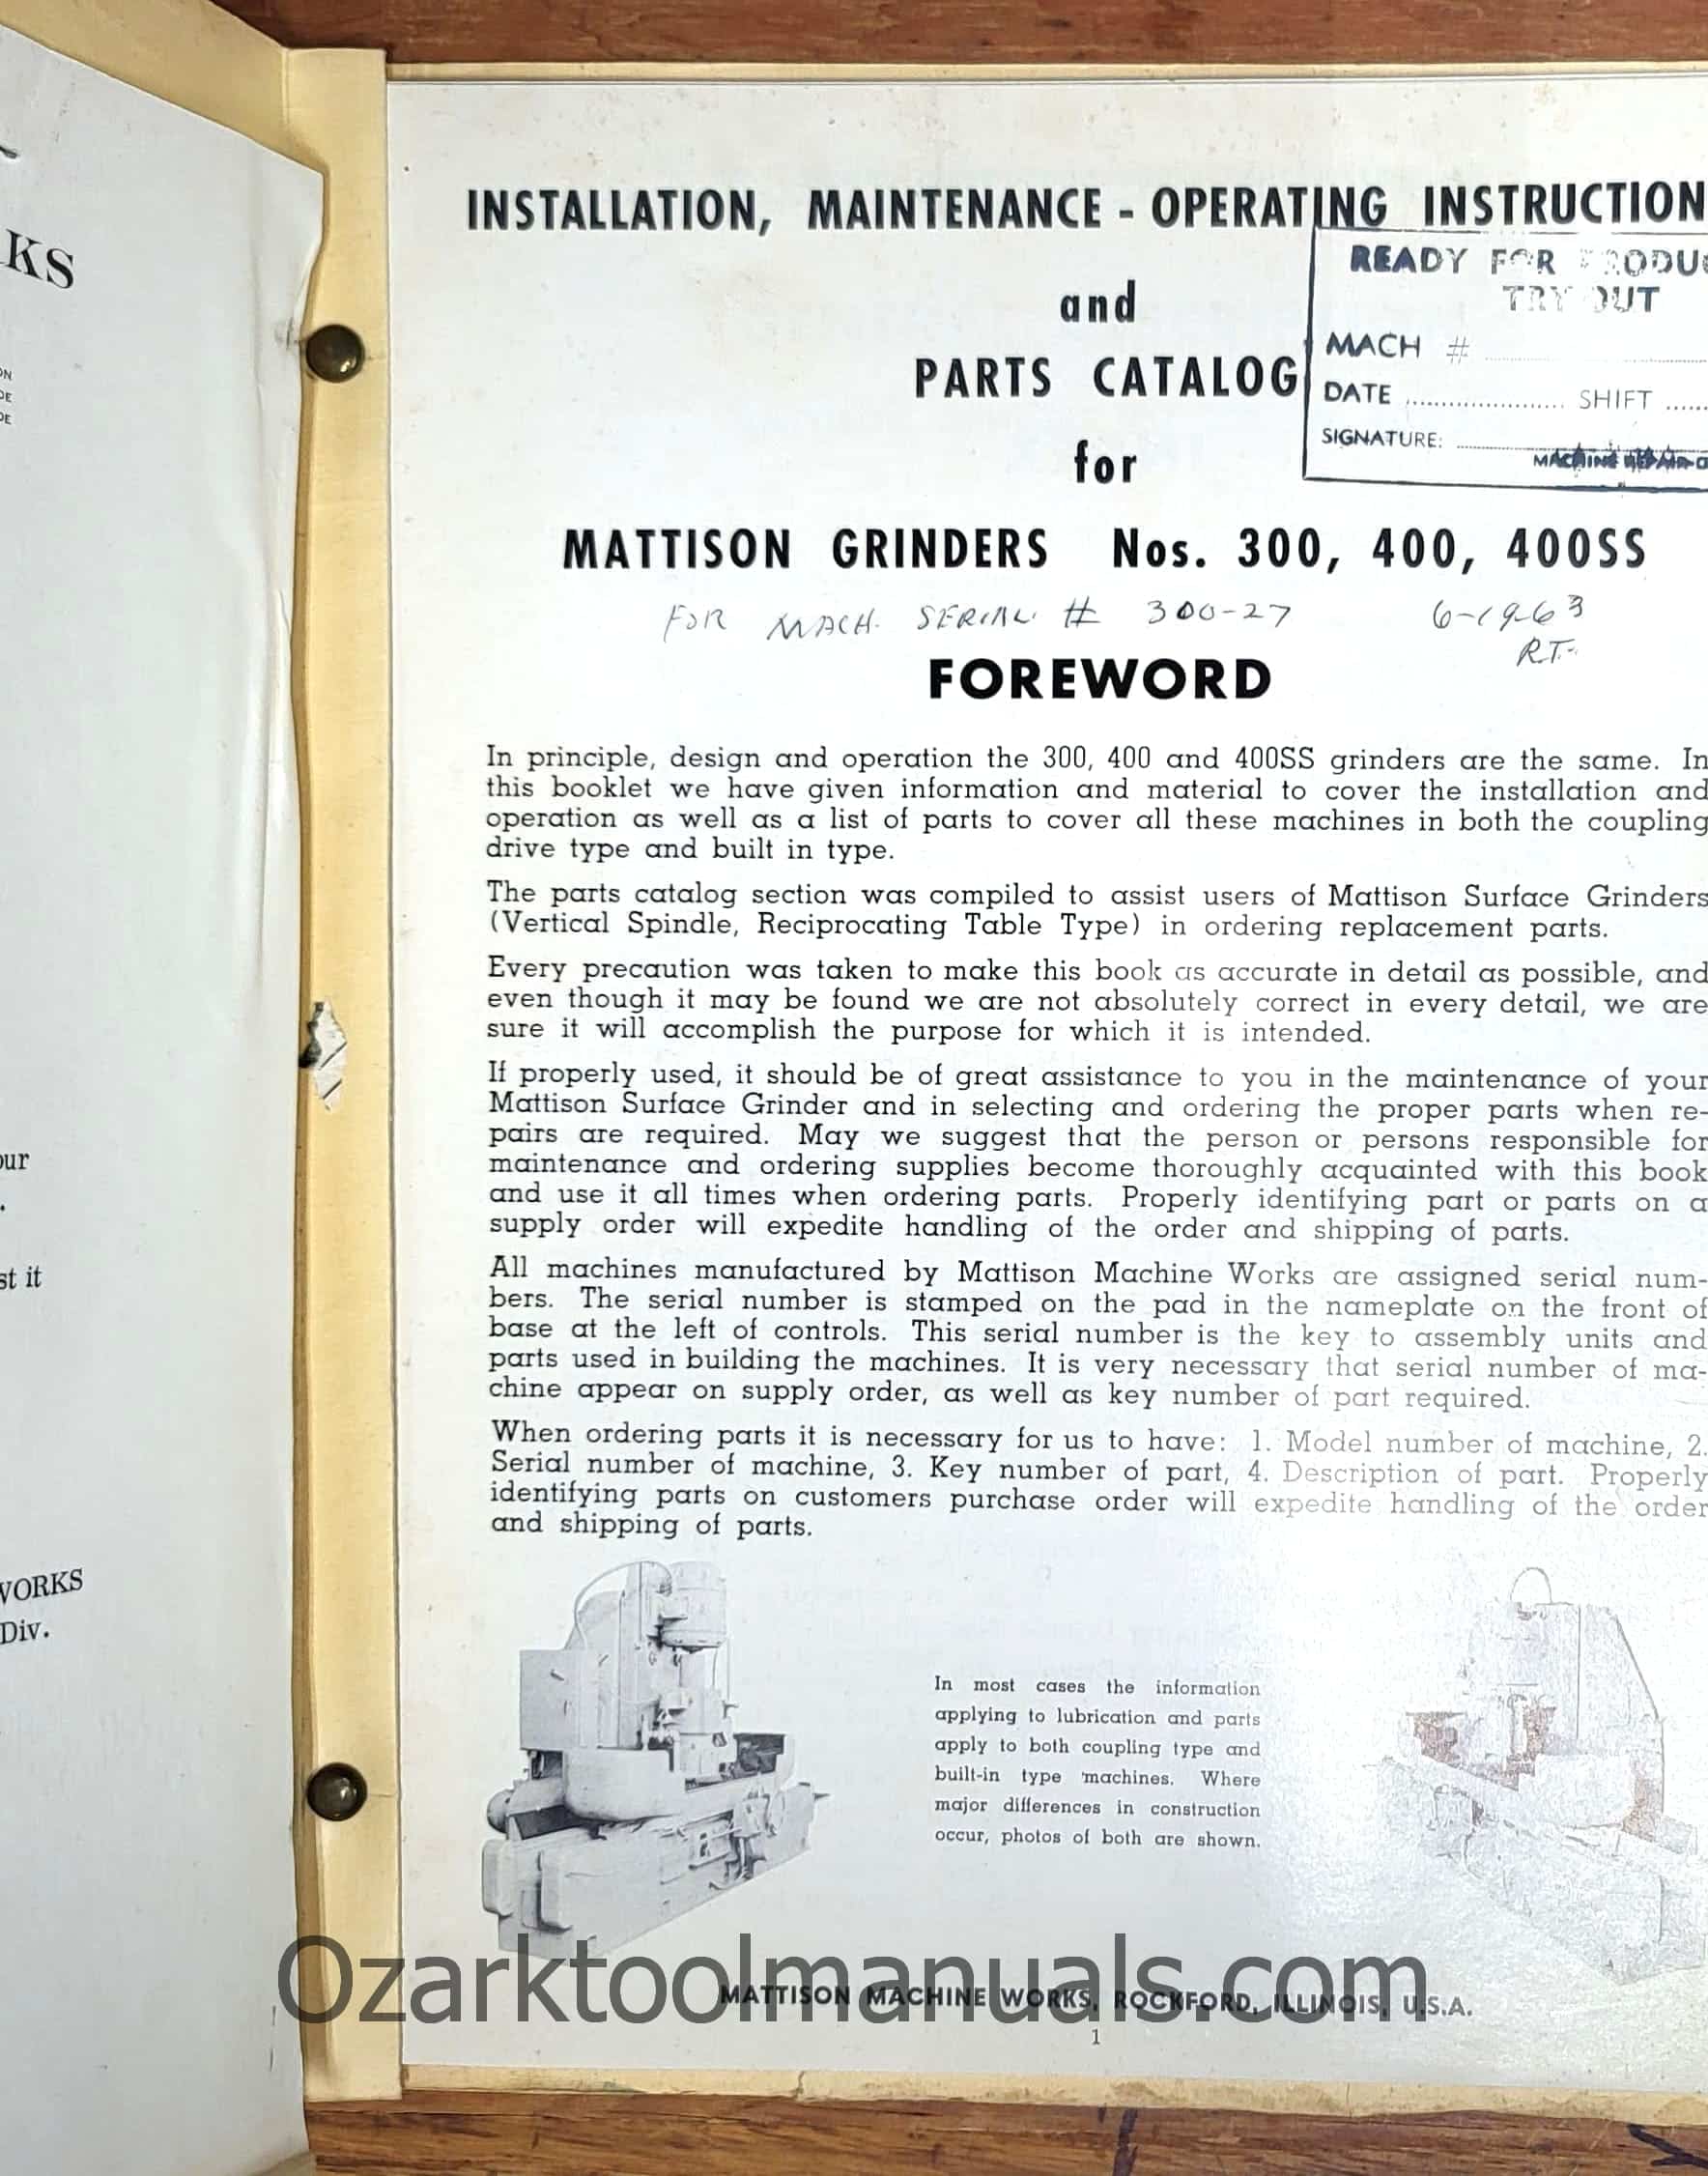 KS
ON
DE
DE
our
.
st it
WORKS
Div.
INSTALLATION, MAINTENANCE - OPERATING INSTRUCTION
READY FOR PRODUC
TRY OUT
MACH #
DATE SHIFT
SIGNATURE:
MACHINE REPAIR
and
PARTS CATALOG
for
MATTISON GRINDERS Nos. 300, 400, 400SS
FOR MACH. SERIAL # 300-27 6-19-63
R.T.
FOREWORD
In principle, design and operation the 300, 400 and 400SS grinders are the same. In
this booklet we have given information and material to cover the installation and
operation as well as a list of parts to cover all these machines in both the coupling
drive type and built in type.
The parts catalog section was compiled to assist users of Mattison Surface Grinders
(Vertical Spindle, Reciprocating Table Type) in ordering replacement parts.
Every precaution was taken to make this book as accurate in detail as possible, and
even though it may be found we are not absolutely correct in every detail, we are
sure it will accomplish the purpose for which it is intended.
If properly used, it should be of great assistance to you in the maintenance of your
Mattison Surface Grinder and in selecting and ordering the proper parts when re-
pairs are required. May we suggest that the person or persons responsible for
maintenance and ordering supplies become thoroughly acquainted with this book
and use it all times when ordering parts. Properly identifying part or parts on a
supply order will expedite handling of the order and shipping of parts.
All machines manufactured by Mattison Machine Works are assigned serial num-
bers. The serial number is stamped on the pad in the nameplate on the front of
base at the left of controls. This serial number is the key to assembly units and
parts used in building the machines. It is very necessary that serial number of ma-
chine appear on supply order, as well as key number of part required.
When ordering parts it is necessary for us to have: 1. Model number of machine, 2.
Serial number of machine, 3. Key number of part, 4. Description of part. Properly
identifying parts on customers purchase order will expedite handling of the order
and shipping of parts.
In most cases the information
applying to lubrication and parts
apply to both coupling type and
built-in type machines. Where
major differences in construction
occur, photos of both are shown.
Ozarktoolmanuals.com
MATTISON MACHINE WORKS, ROCKFORD, ILLINOIS, U.S.A.
1